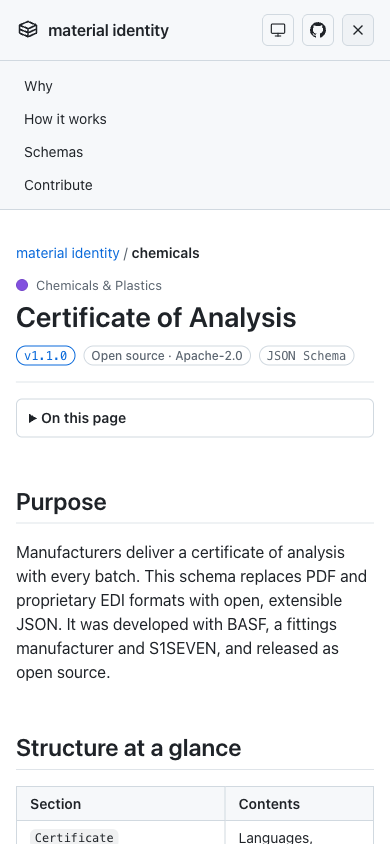 material identity
Why
How it works
Schemas
Contribute
material identity / chemicals
Chemicals & Plastics
Certificate of Analysis
v1.1.0 Open source · Apache-2.0 JSON Schema
On this page
Purpose
Manufacturers deliver a certificate of analysis
with every batch. This schema replaces PDF and
proprietary EDI formats with open, extensible
JSON. It was developed with BASF, a fittings
manufacturer and S1SEVEN, and released as
open source.
Structure at a glance
Section Contents
Certificate Languages,